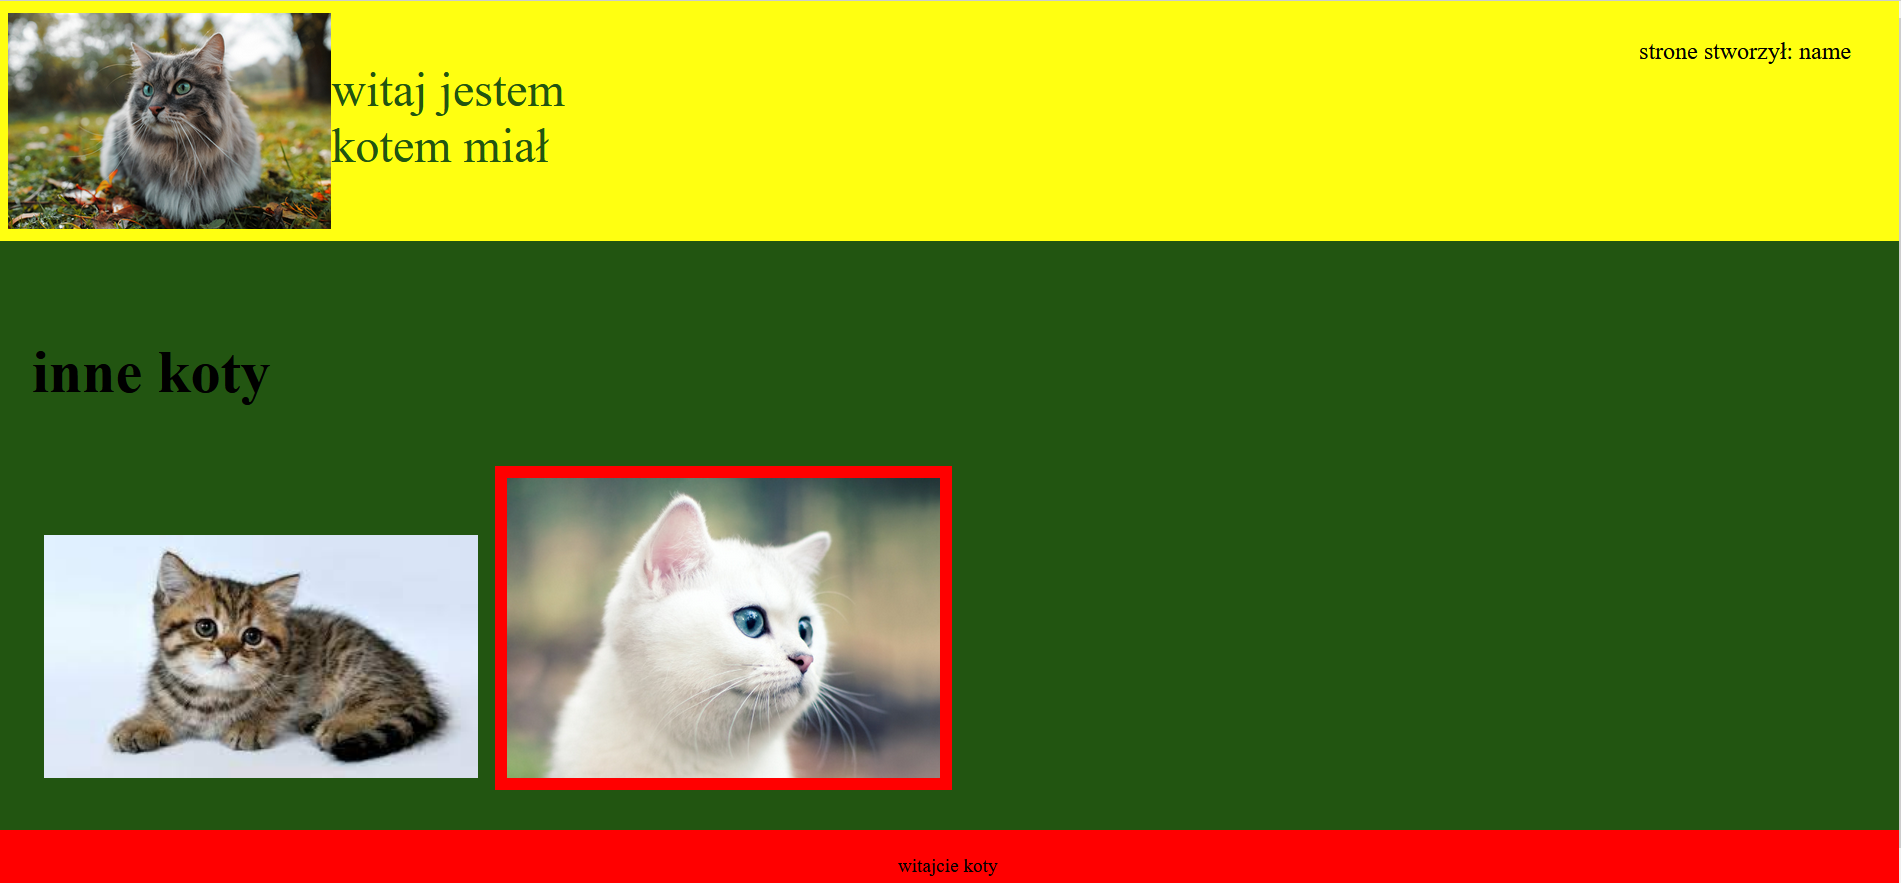 witaj jestem
kotem miał
strone stworzył: name
inne koty
witajcie koty